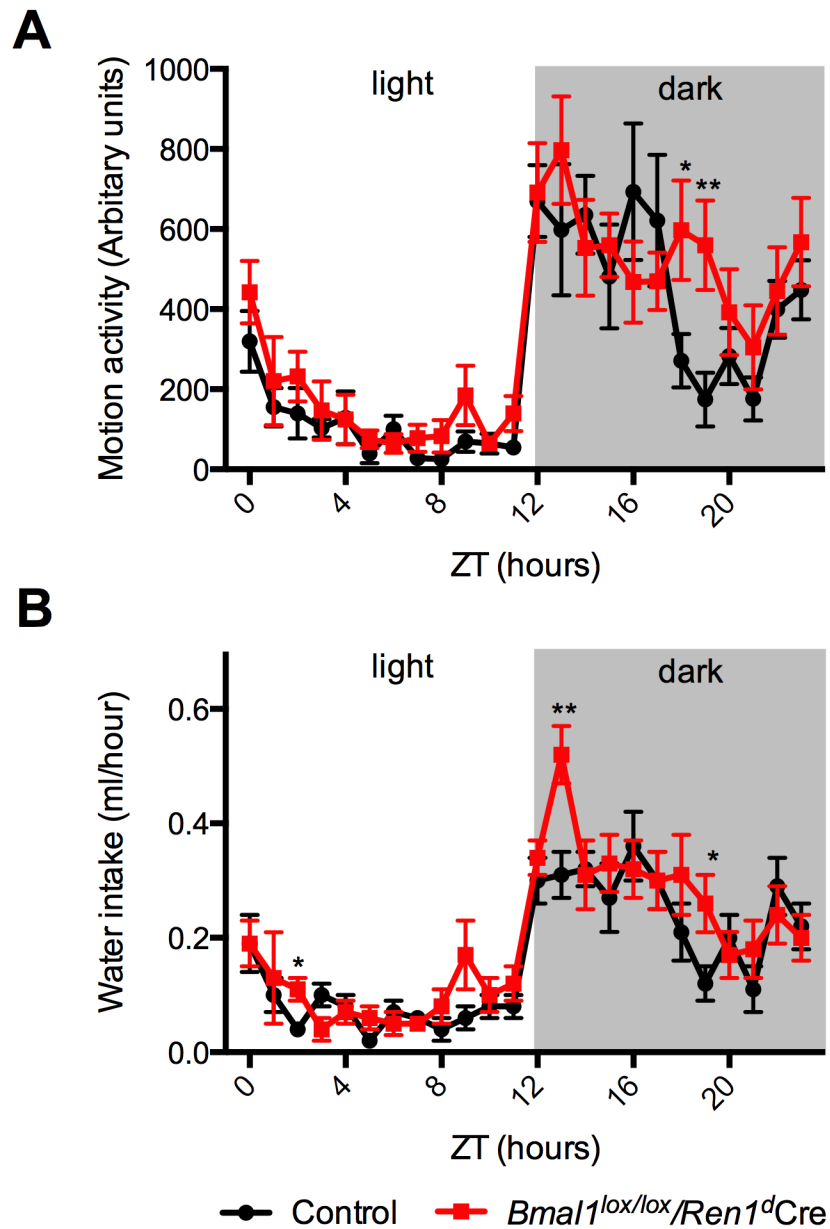 A
Motion activity (Arbitary units)
1000
800
600
400
200
0
light
dark
*
**
0
4
8
12
16
20
ZT (hours)
B
Water intake (ml/hour)
0.6
0.4
0.2
0.0
light
dark
*
**
*
0
4
8
12
16
20
ZT (hours)
Control
Bmal1lox/lox/Ren1dCre